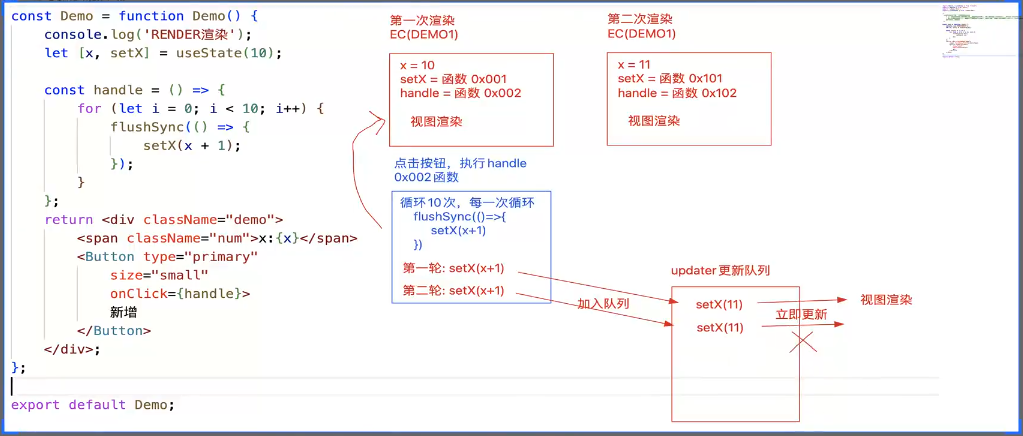 const Demo = function Demo() {
console.log('RENDER渲染');
let [x, setX] = useState(10);
const handle = () => {
for (let i = 0; i < 10; i++) {
flushSync(() => {
setX(x + 1);
});
}
};
return <div className="demo">
<span className="num">x:{x}</span>
<Button type="primary"
size="small"
onClick={handle}>
新增
</Button>
</div>;
};
export default Demo;
第一次渲染
EC(DEMO1)
x = 10
setX = 函数 0x001
handle = 函数 0x002
视图渲染
第二次渲染
EC(DEMO1)
x = 11
setX = 函数 0x101
handle = 函数 0x102
视图渲染
点击按钮，执行handle
0x002函数
循环10次，每一次循环
flushSync(()=>{
setX(x+1)
})
第一轮: setX(x+1)
第二轮: setX(x+1)
加入队列
updater更新队列
setX(11)
setX(11)
立即更新
视图渲染